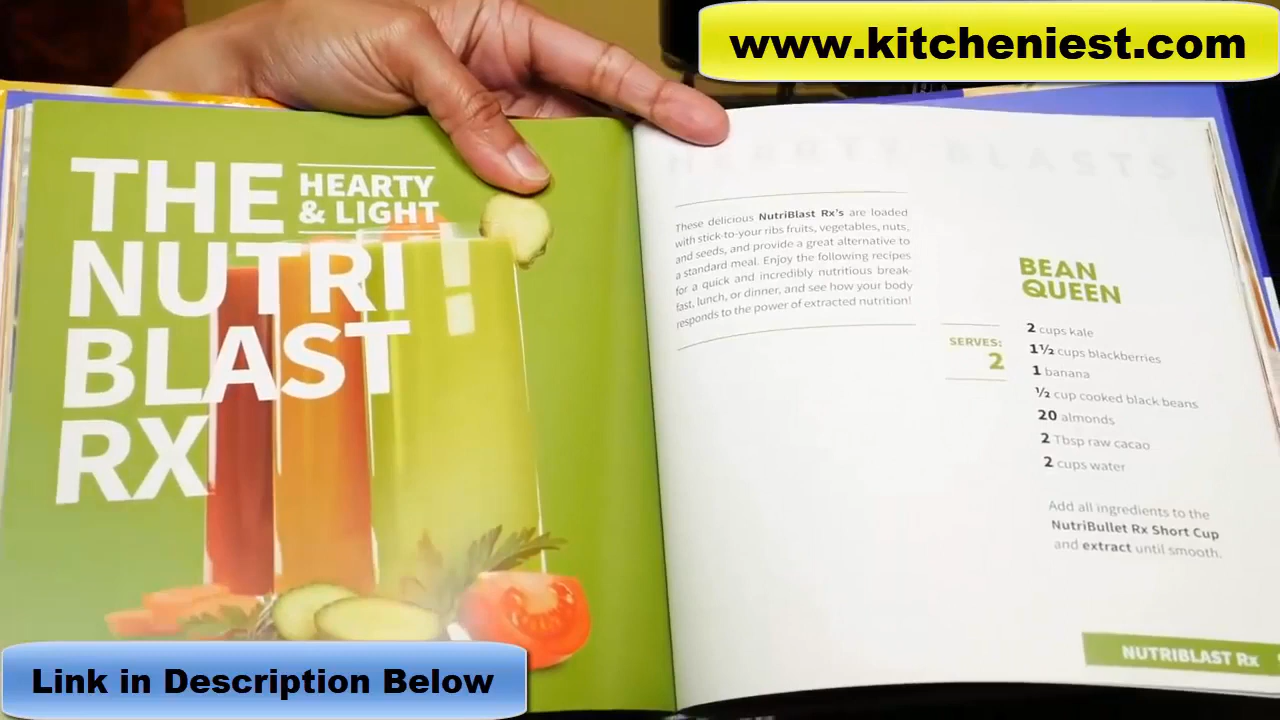 www.kitcheniest.com
THE
HEARTY
& LIGHT
NUTRI
BLAST
RX
HEARTY BLASTS
These delicious NutriBlast Rx's are loaded
with stick-to-your ribs fruits, vegetables, nuts,
and seeds, and provide a great alternative to
a standard meal. Enjoy the following recipes
for a quick and incredibly nutritious break-
fast, lunch, or dinner, and see how your body
responds to the power of extracted nutrition!
SERVES:
2
BEAN
QUEEN
2 cups kale
1½ cups blackberries
1 banana
½ cup cooked black beans
20 almonds
2 Tbsp raw cacao
2 cups water
Add all ingredients to the
NutriBullet Rx Short Cup
and extract until smooth.
NUTRIBLAST Rx
Link in Description Below